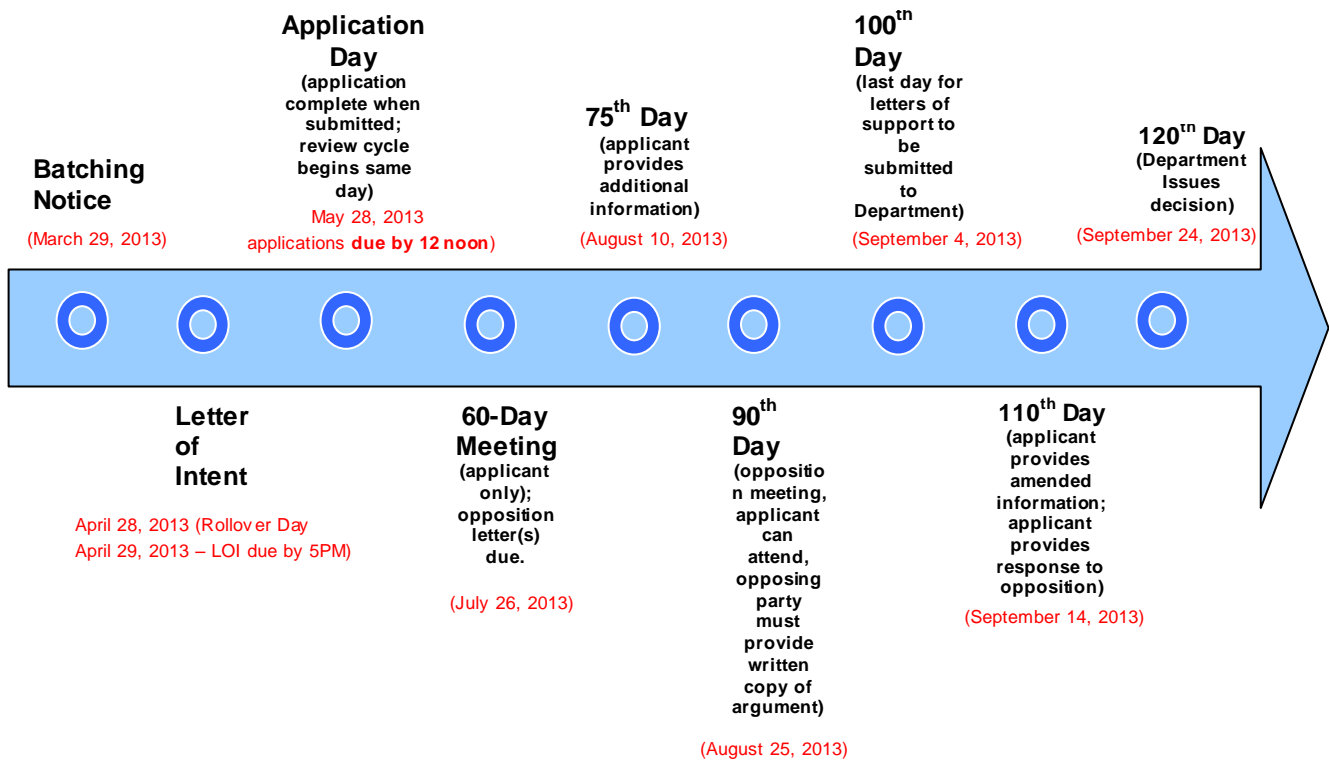 Batching
Notice
(March 29, 2013)
Letter
of
Intent
April 28, 2013 (Rollover Day
April 29, 2013 – LOI due by 5PM)
Application
Day
(application
complete when
submitted;
review cycle
begins same
day)
May 28, 2013
applications due by 12 noon)
60-Day
Meeting
(applicant
only);
opposition
letter(s)
due.
(July 26, 2013)
75th Day
(applicant
provides
additional
information)
(August 10, 2013)
90th
Day
(oppositio
n meeting,
applicant
can
attend,
opposing
party
must
provide
written
copy of
argument)
(August 25, 2013)
100th
Day
(last day for
letters of
support to
be
submitted
to
Department)
(September 4, 2013)
110th Day
(applicant
provides
amended
information;
applicant
provides
response to
opposition)
(September 14, 2013)
120th Day
(Department
Issues
decision)
(September 24, 2013)